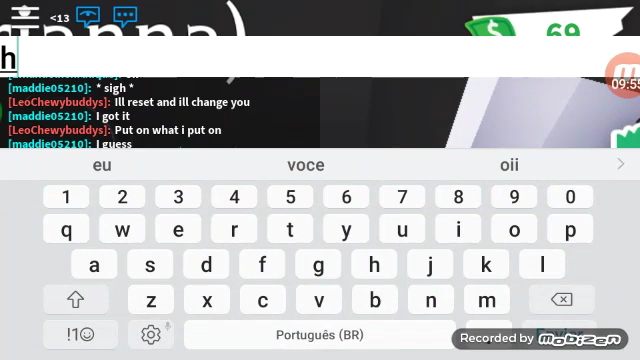 <13
69
h
[maddie05210]: * sigh *
[LeoChewybuddys]: Ill reset and ill change you
[maddie05210]: I got it
[LeoChewybuddys]: Put on what i put on
[maddie05210]: I guess
09:55
eu voce oii
1 2 3 4 5 6 7 8 9 0
q w e r t y u i o p
a s d f g h j k l
z x c v b n m
!1☺ Português (BR)
Recorded by mobizen